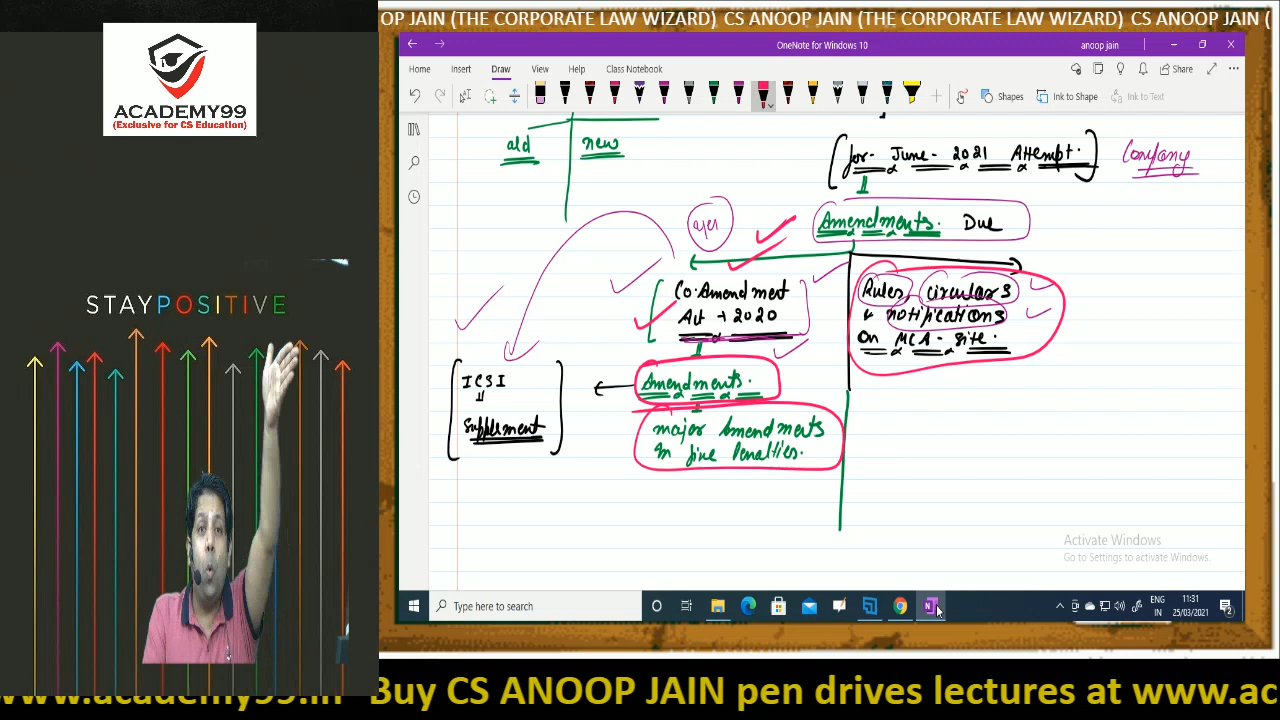 OP JAIN (THE CORPORATE LAW WIZARD) CS ANOOP JAIN (THE CORPORATE LAW WIZARD) CS ANOOP JAIN (
ACADEMY99
(Exclusive for CS Education)
STAYPOSITIVE
OneNote for Windows 10
anoop jain
Home Insert Draw View Help Class Notebook
Share
Shapes Ink to Shape Ink to Text
old new
[for June 2021 Attempt.] Company
Amendments. Due
Co. Amendment
Act → 2020
Rules, circulars
& notifications
On MCA site.
ICSI
Supplement
Amendments.
major Amendments
in fine Penalties.
Activate Windows
Go to Settings to activate Windows.
Type here to search
ENG
IN
11:31
25/03/2021
2
www.academy99.in Buy CS ANOOP JAIN pen drives lectures at www.ac